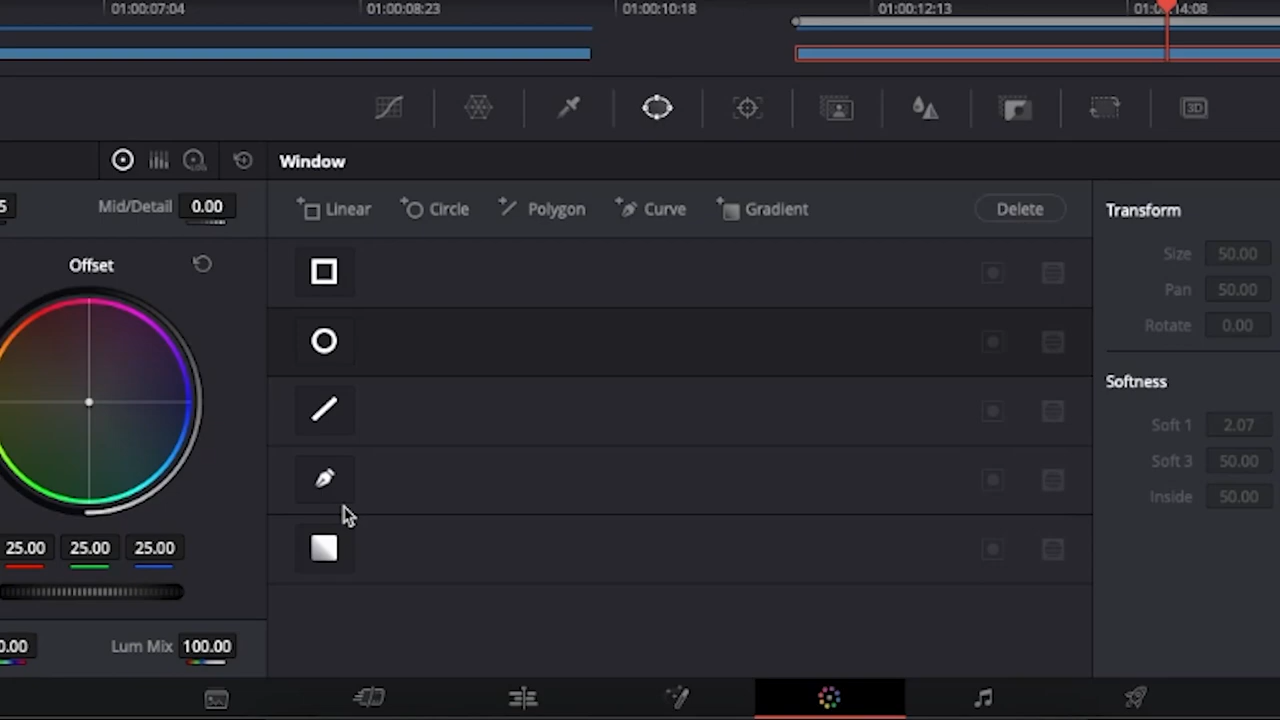 01:00:07:04 01:00:08:23 01:00:10:18 01:00:12:13
3D
Window
5 Mid/Detail 0.00 Linear Circle Polygon Curve Gradient Delete Transform
Size 50.00
Offset
Pan 50.00
Rotate 0.00
Softness
Soft 1 2.07
Soft 3 50.00
Inside 50.00
25.00 25.00 25.00
0.00 Lum Mix 100.00